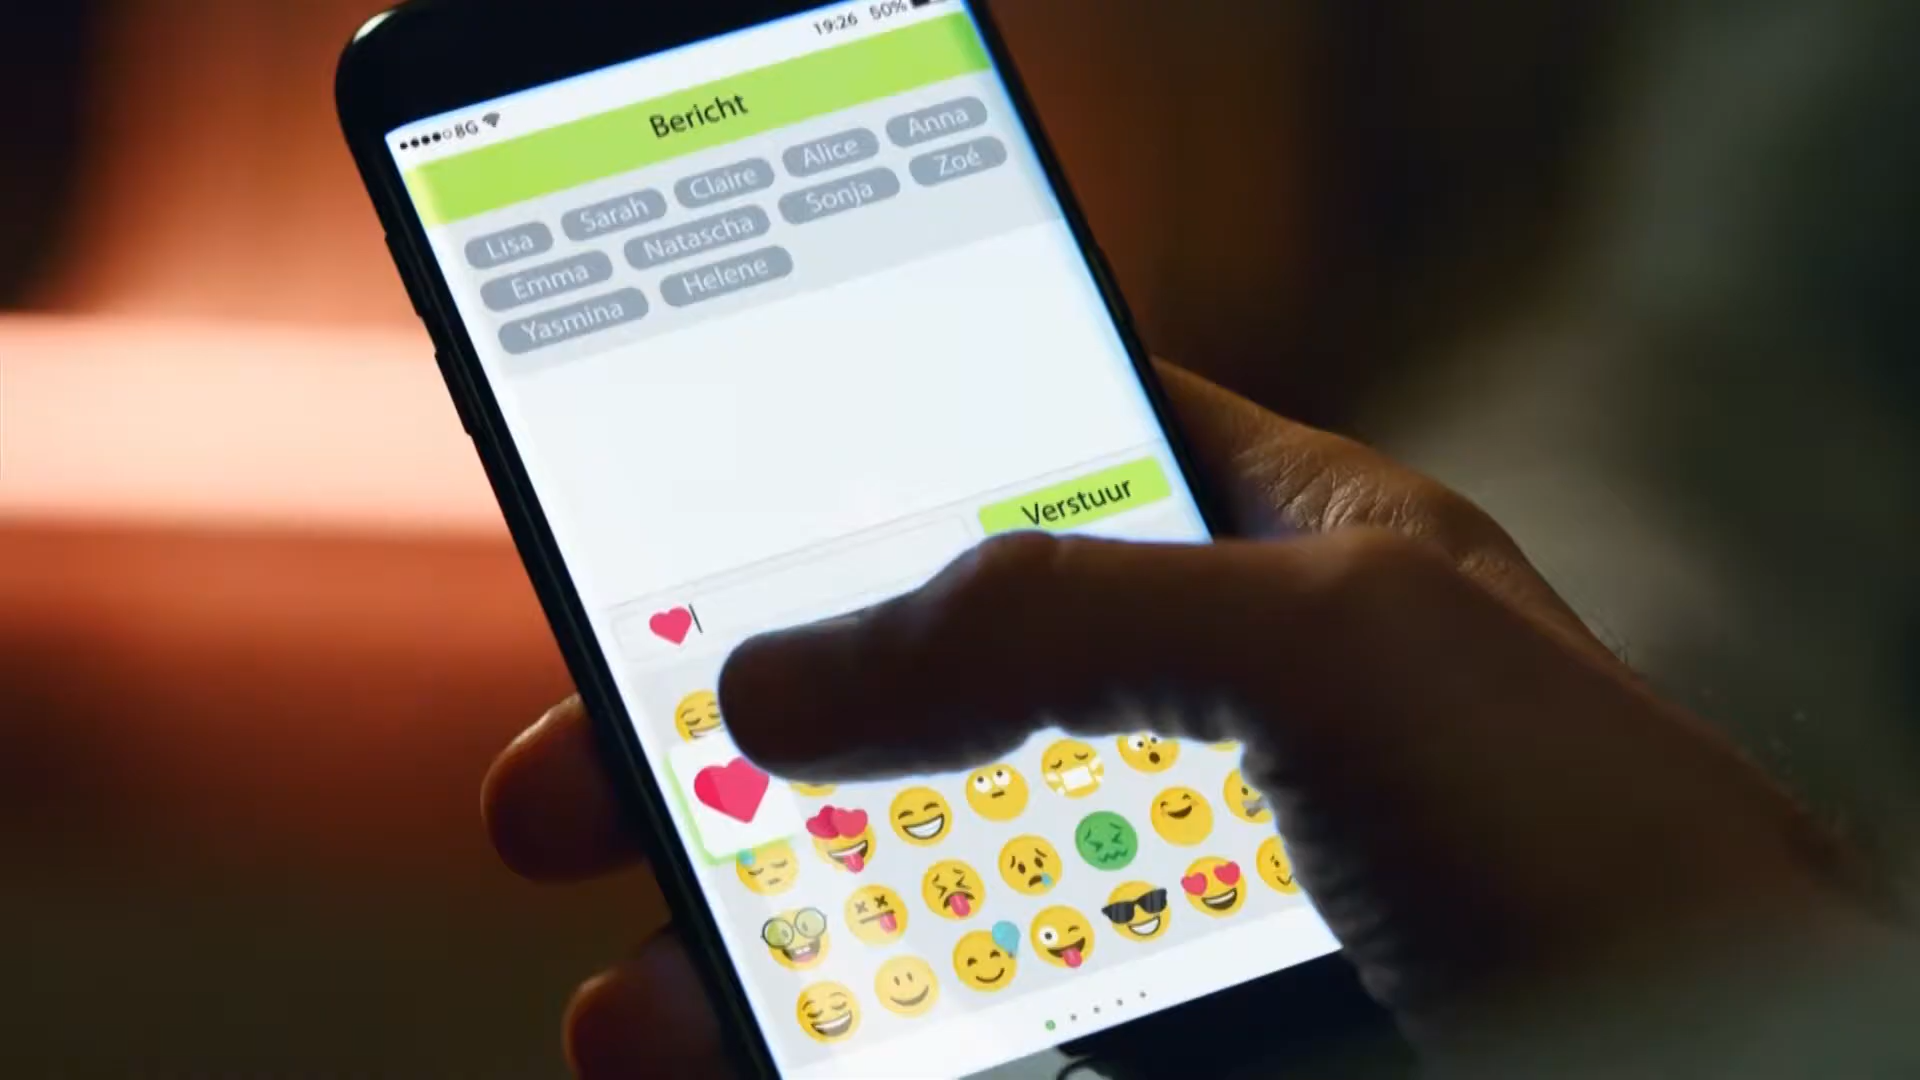 8G 19:26 50%
Bericht
Lisa Sarah Claire Alice Anna
Emma Natascha Sonja Zoé
Yasmina Helene
Verstuur